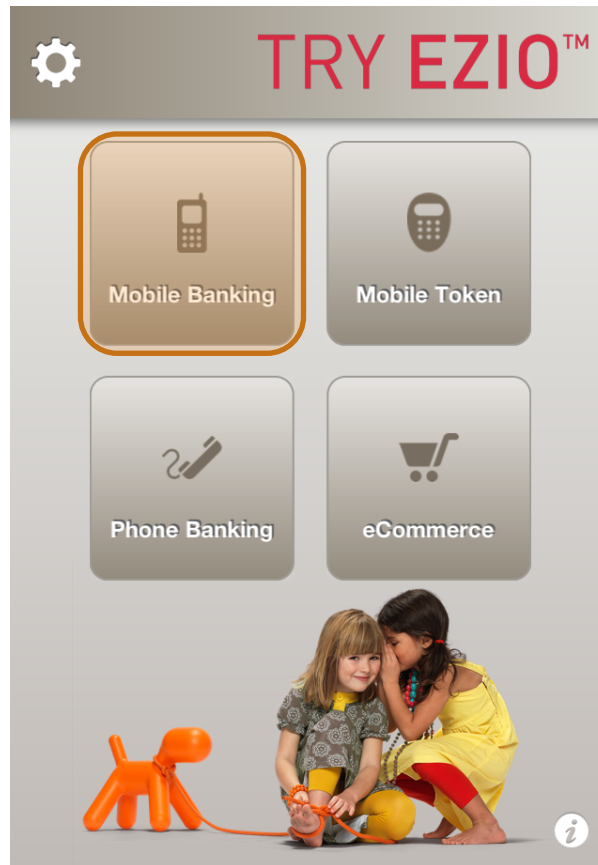 TRY EZIO™
Mobile Banking
Mobile Token
Phone Banking
eCommerce
i